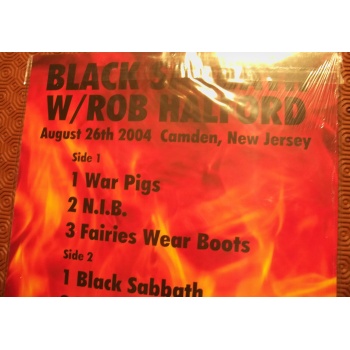 BLACK SABBATH
W/ROB HALFORD
August 26th 2004 Camden, New Jersey
Side 1
1 War Pigs
2 N.I.B.
3 Fairies Wear Boots
Side 2
1 Black Sabbath